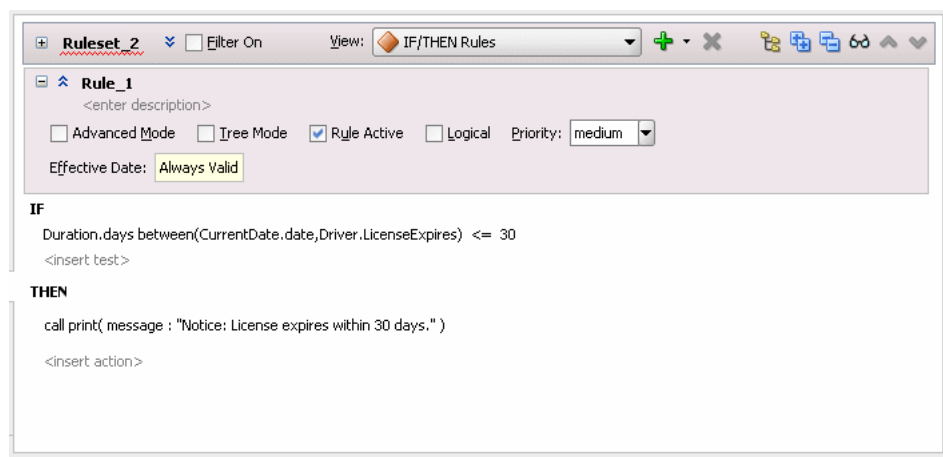 Ruleset_2 Filter On View: IF/THEN Rules
Rule_1
<enter description>
Advanced Mode Tree Mode Rule Active Logical Priority: medium
Effective Date: Always Valid
IF
Duration.days between(CurrentDate.date,Driver.LicenseExpires) <= 30
<insert test>
THEN
call print( message : "Notice: License expires within 30 days." )
<insert action>